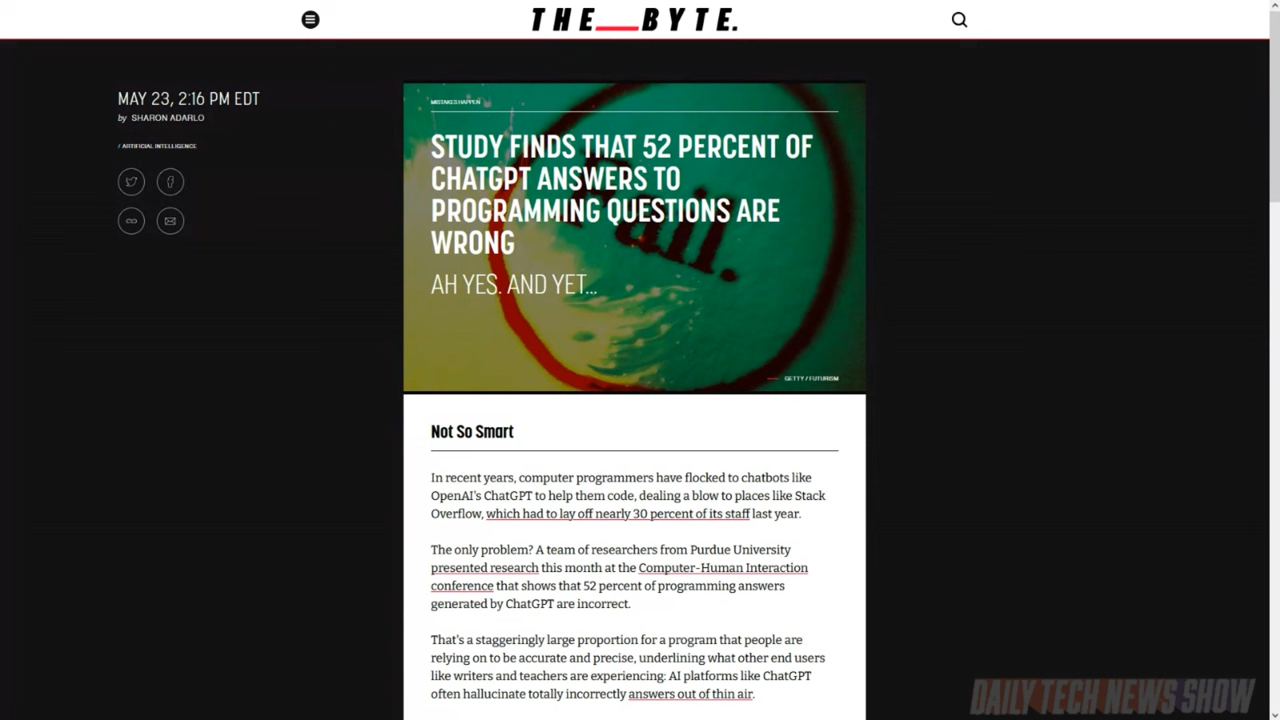 THE__BYTE.
MAY 23, 2:16 PM EDT
by SHARON ADARLO
/ ARTIFICIAL INTELLIGENCE
MISTAKES HAPPEN
STUDY FINDS THAT 52 PERCENT OF
CHATGPT ANSWERS TO
PROGRAMMING QUESTIONS ARE
WRONG
AH YES. AND YET...
Fail.
GETTY / FUTURISM
Not So Smart
In recent years, computer programmers have flocked to chatbots like
OpenAI's ChatGPT to help them code, dealing a blow to places like Stack
Overflow, which had to lay off nearly 30 percent of its staff last year.
The only problem? A team of researchers from Purdue University
presented research this month at the Computer-Human Interaction
conference that shows that 52 percent of programming answers
generated by ChatGPT are incorrect.
That's a staggeringly large proportion for a program that people are
relying on to be accurate and precise, underlining what other end users
like writers and teachers are experiencing: AI platforms like ChatGPT
often hallucinate totally incorrectly answers out of thin air.
DAILY TECH NEWS SHOW